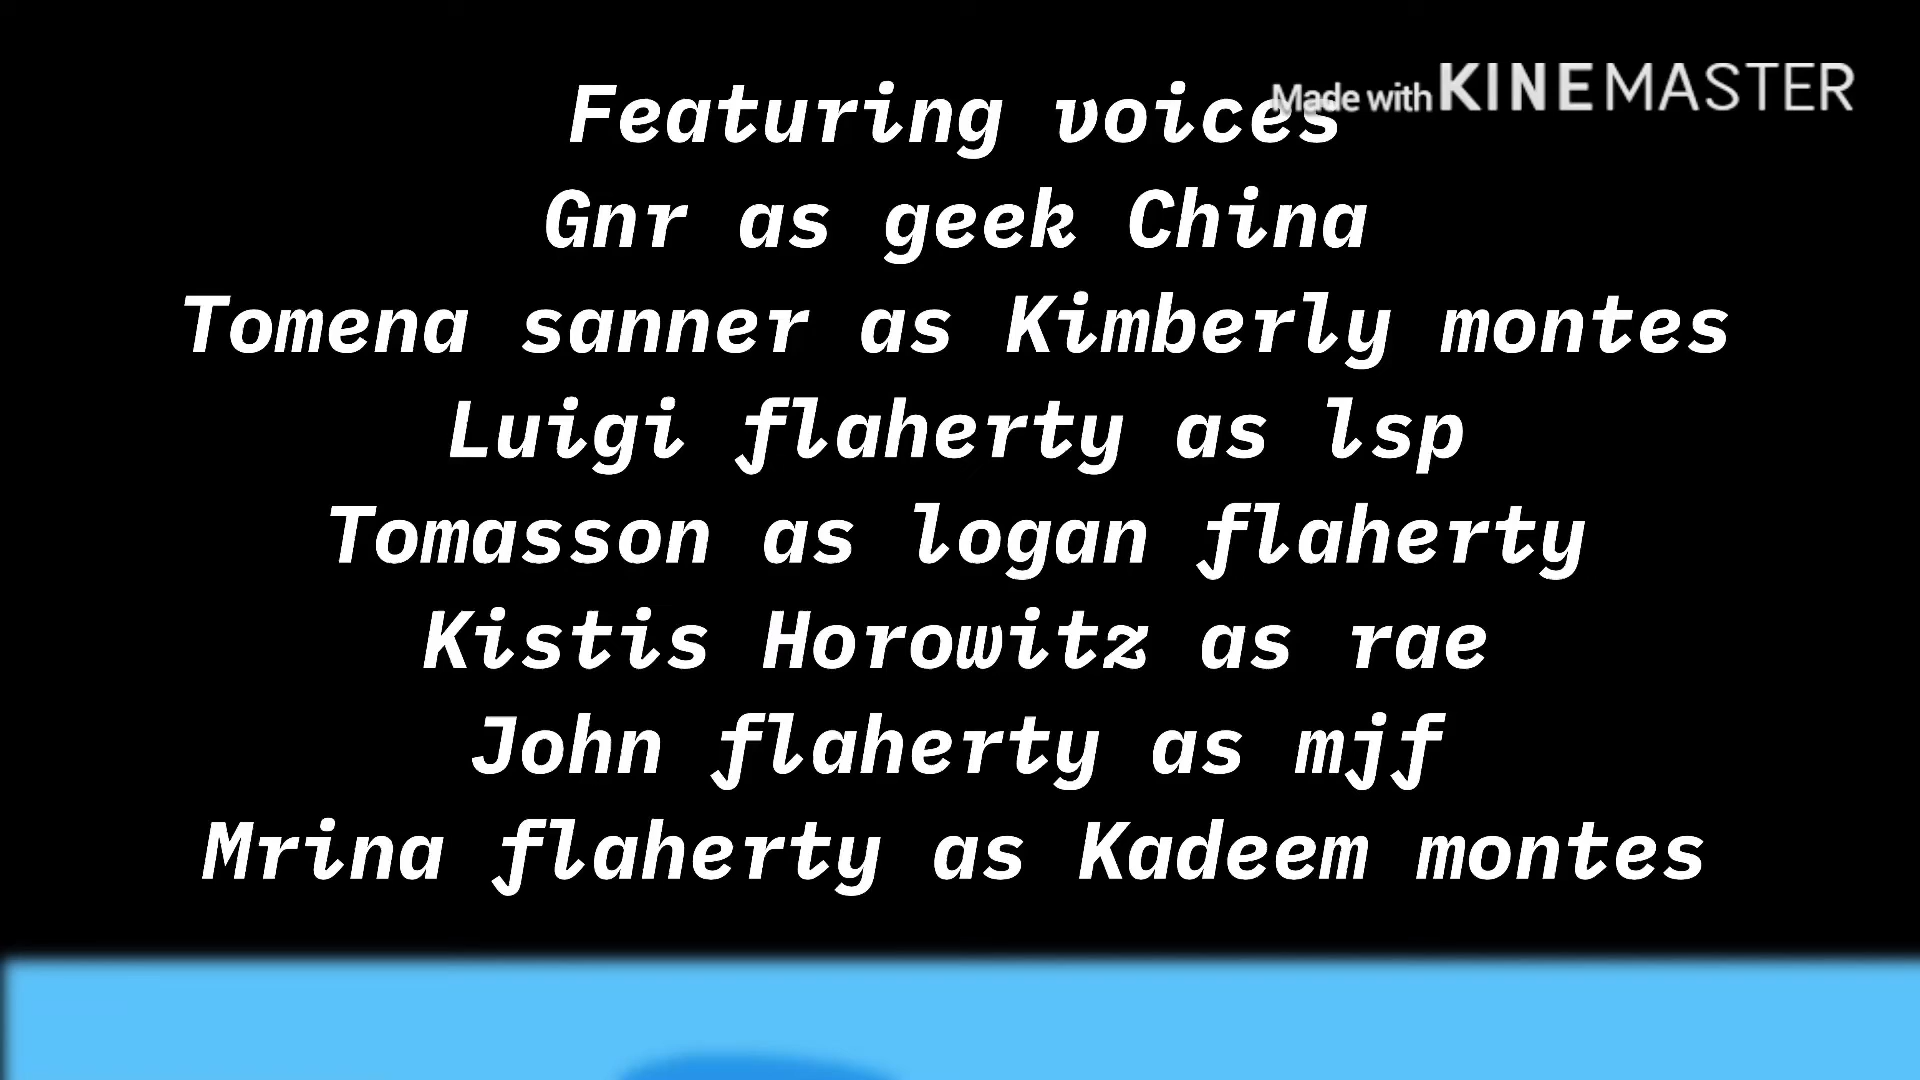 Featuring voices
Made with KINEMASTER
Gnr as geek China
Tomena sanner as Kimberly montes
Luigi flaherty as lsp
Tomasson as logan flaherty
Kistis Horowitz as rae
John flaherty as mjf
Mrina flaherty as Kadeem montes